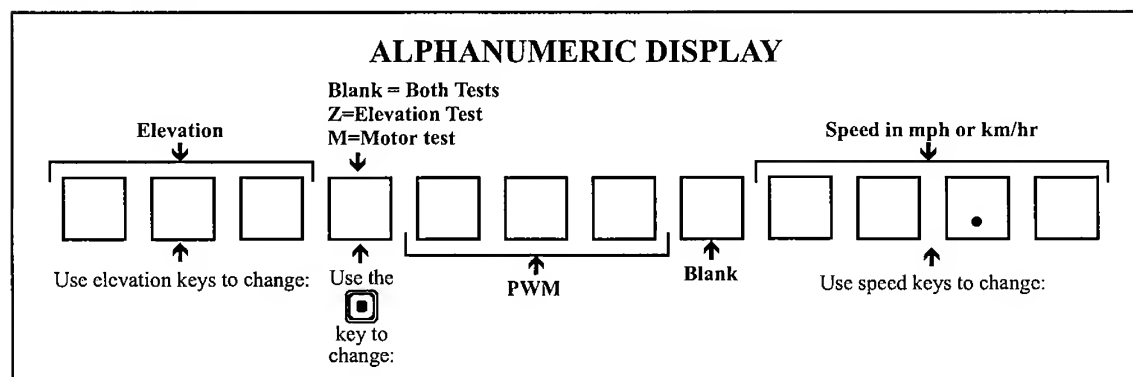 ALPHANUMERIC DISPLAY
Blank = Both Tests
Z=Elevation Test
M=Motor test
Elevation
Speed in mph or km/hr
Use elevation keys to change:
Use the
key to
change:
PWM
Blank
Use speed keys to change: